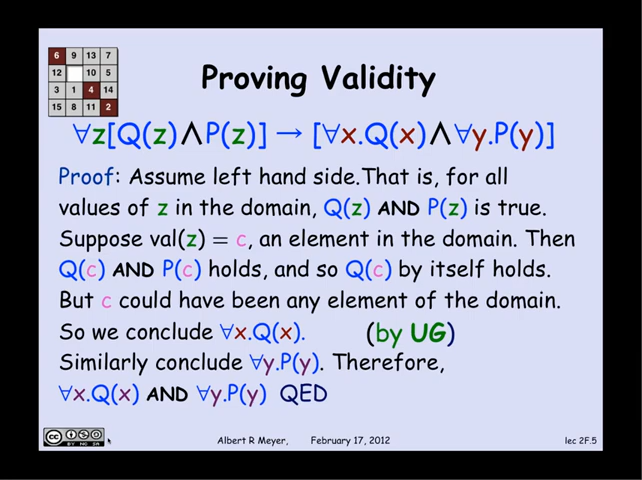 6 9 13 7
12 10 5
3 1 4 14
15 8 11 2
Proving Validity
∀z[Q(z)∧P(z)] → [∀x.Q(x)∧∀y.P(y)]
Proof: Assume left hand side.That is, for all
values of z in the domain, Q(z) AND P(z) is true.
Suppose val(z) = c, an element in the domain. Then
Q(c) AND P(c) holds, and so Q(c) by itself holds.
But c could have been any element of the domain.
So we conclude ∀x.Q(x). (by UG)
Similarly conclude ∀y.P(y). Therefore,
∀x.Q(x) AND ∀y.P(y) QED
cc BY NC SA
Albert R Meyer, February 17, 2012 lec 2F.5